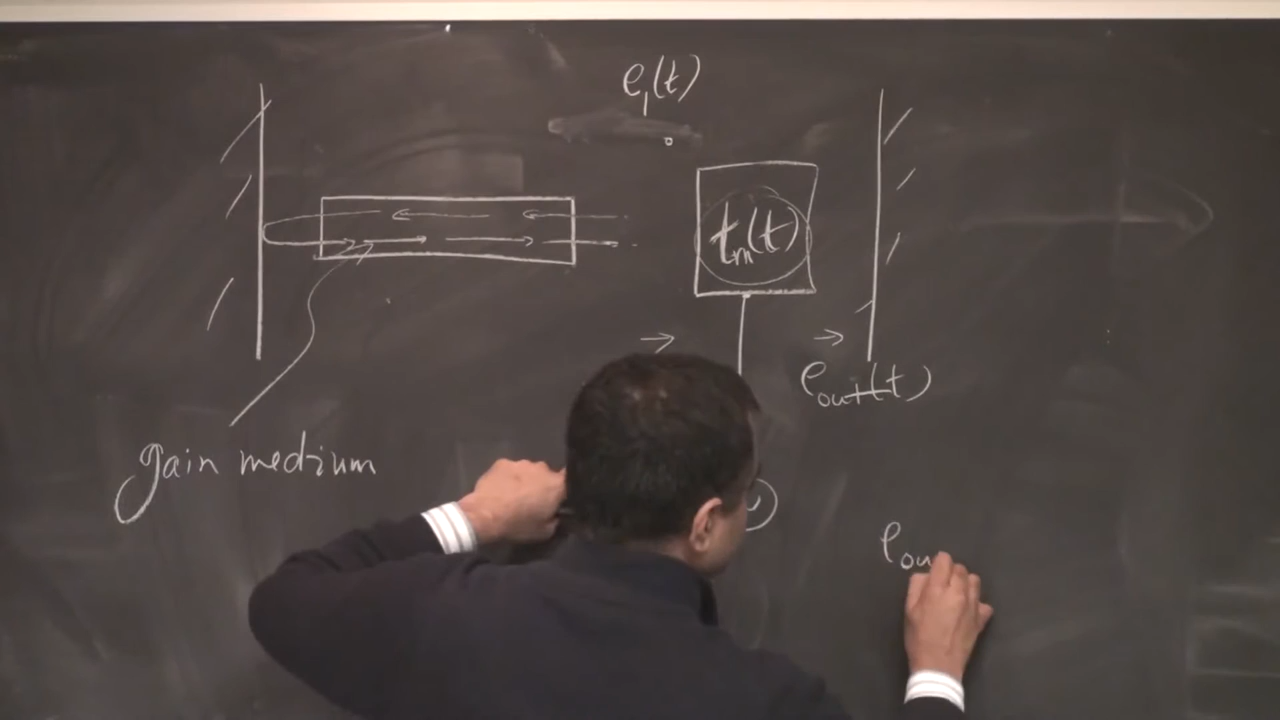 e₁(t)
tₘ(t)
eₒᵤₜ(t)
gain medium
eₒᵤ